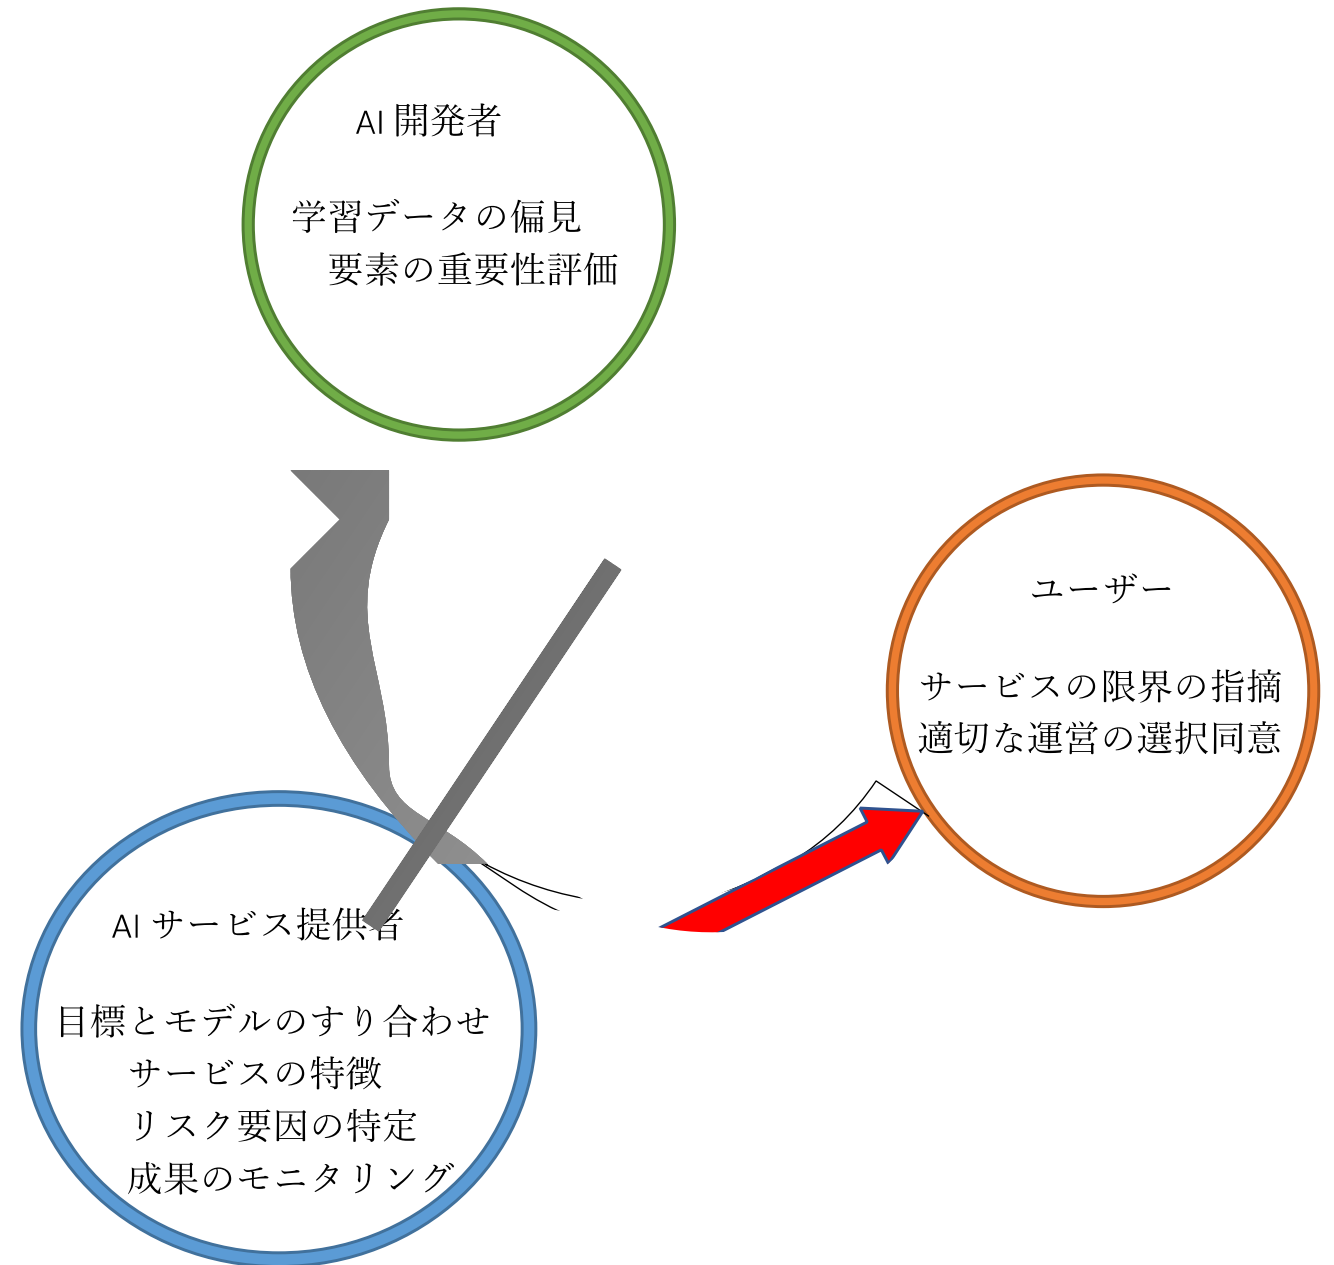 AI 開発者
学習データの偏見
要素の重要性評価
ユーザー
サービスの限界の指摘
適切な運営の選択同意
AI サービス提供者
目標とモデルのすり合わせ
サービスの特徴
リスク要因の特定
成果のモニタリング